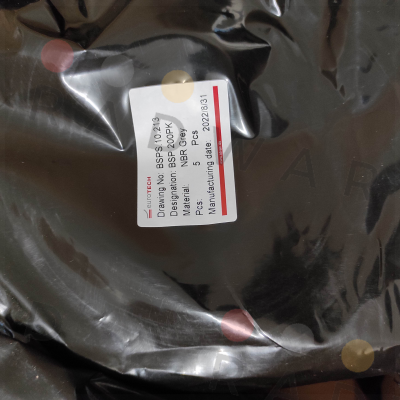 EUROTECH
Drawing No: BSPS 10 213
Designation: BSP 200PK
Material: NBR Grey
Pcs. 5 Pcs
Manufacturing date 2022/8/31